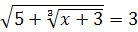 √(5 + ∛(x + 3)) = 3